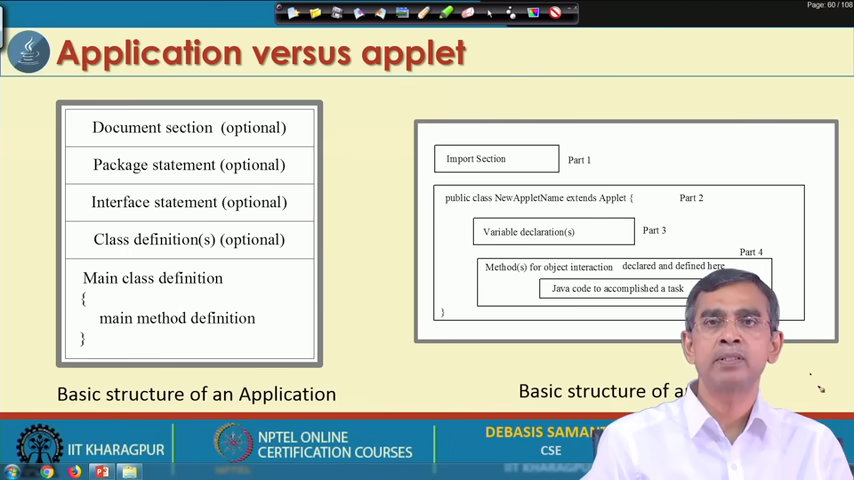 Page: 60 / 108
Application versus applet
Document section (optional)
Package statement (optional)
Interface statement (optional)
Class definition(s) (optional)
Main class definition
{
main method definition
}
Basic structure of an Application
Import Section
Part 1
public class NewAppletName extends Applet {
Part 2
Variable declaration(s)
Part 3
Part 4
Method(s) for object interaction declared and defined here
Java code to accomplished a task
}
Basic structure of
IIT KHARAGPUR
NPTEL ONLINE
CERTIFICATION COURSES
NPTEL
DEBASIS
CSE
IIT KHARAGPUR